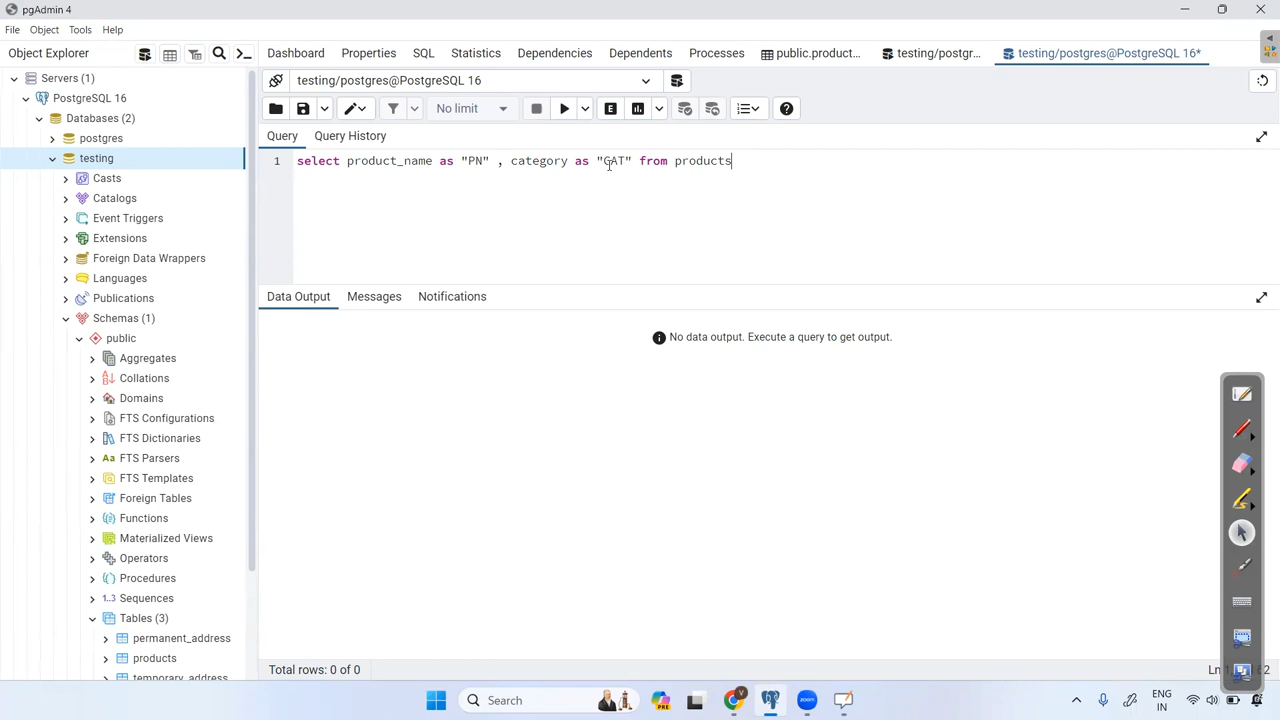 pgAdmin 4
File Object Tools Help
Object Explorer
Dashboard Properties SQL Statistics Dependencies Dependents Processes public.product... testing/postgr... testing/postgres@PostgreSQL 16*
Servers (1)
PostgreSQL 16
Databases (2)
postgres
testing
Casts
Catalogs
Event Triggers
Extensions
Foreign Data Wrappers
Languages
Publications
Schemas (1)
public
Aggregates
Collations
Domains
FTS Configurations
FTS Dictionaries
Aa FTS Parsers
FTS Templates
Foreign Tables
Functions
Materialized Views
Operators
Procedures
1..3 Sequences
Tables (3)
permanent_address
products
temporary_address
testing/postgres@PostgreSQL 16
No limit
E
Query Query History
1 select product_name as "PN" , category as "CAT" from products
Data Output Messages Notifications
No data output. Execute a query to get output.
Total rows: 0 of 0
Search
PRE
V
ENG
IN